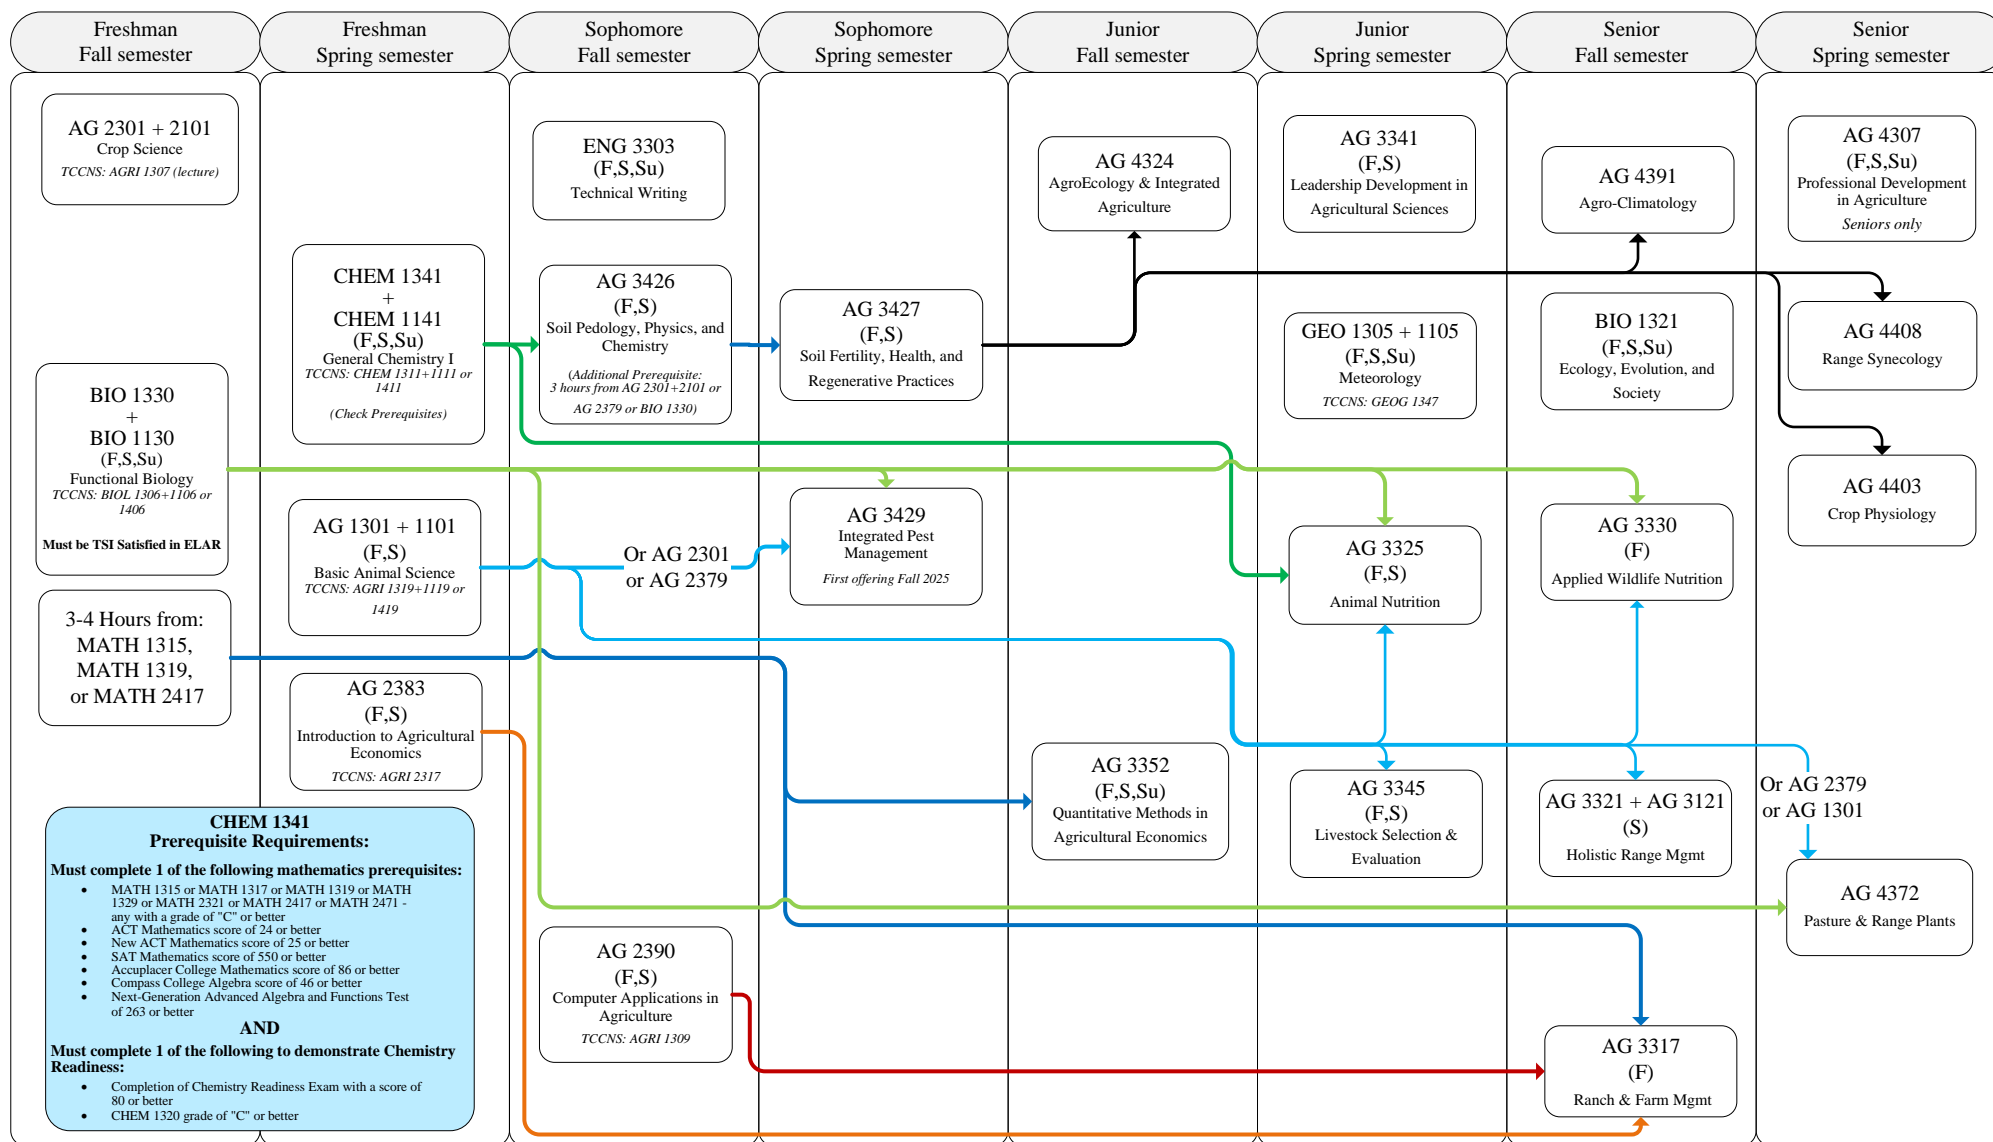 Freshman
Fall semester
Freshman
Spring semester
Sophomore
Fall semester
Sophomore
Spring semester
Junior
Fall semester
Junior
Spring semester
Senior
Fall semester
Senior
Spring semester
AG 2301 + 2101
Crop Science
TCCNS: AGRI 1307 (lecture)
BIO 1330
+
BIO 1130
(F,S,Su)
Functional Biology
TCCNS: BIOL 1306+1106 or
1406
Must be TSI Satisfied in ELAR
3-4 Hours from:
MATH 1315,
MATH 1319,
or MATH 2417
CHEM 1341
+
CHEM 1141
(F,S,Su)
General Chemistry I
TCCNS: CHEM 1311+1111 or
1411
(Check Prerequisites)
AG 1301 + 1101
(F,S)
Basic Animal Science
TCCNS: AGRI 1319+1119 or
1419
AG 2383
(F,S)
Introduction to Agricultural
Economics
TCCNS: AGRI 2317
CHEM 1341
Prerequisite Requirements:
Must complete 1 of the following mathematics prerequisites:
• MATH 1315 or MATH 1317 or MATH 1319 or MATH
1329 or MATH 2321 or MATH 2417 or MATH 2471 -
any with a grade of "C" or better
• ACT Mathematics score of 24 or better
• New ACT Mathematics score of 25 or better
• SAT Mathematics score of 550 or better
• Accuplacer College Mathematics score of 86 or better
• Compass College Algebra score of 46 or better
• Next-Generation Advanced Algebra and Functions Test
of 263 or better
AND
Must complete 1 of the following to demonstrate Chemistry
Readiness:
• Completion of Chemistry Readiness Exam with a score of
80 or better
• CHEM 1320 grade of "C" or better
ENG 3303
(F,S,Su)
Technical Writing
AG 3426
(F,S)
Soil Pedology, Physics, and
Chemistry
(Additional Prerequisite:
3 hours from AG 2301+2101 or
AG 2379 or BIO 1330)
Or AG 2301
or AG 2379
AG 2390
(F,S)
Computer Applications in
Agriculture
TCCNS: AGRI 1309
AG 3427
(F,S)
Soil Fertility, Health, and
Regenerative Practices
AG 3429
Integrated Pest
Management
First offering Fall 2025
AG 4324
AgroEcology & Integrated
Agriculture
AG 3352
(F,S,Su)
Quantitative Methods in
Agricultural Economics
AG 3341
(F,S)
Leadership Development in
Agricultural Sciences
GEO 1305 + 1105
(F,S,Su)
Meteorology
TCCNS: GEOG 1347
AG 3325
(F,S)
Animal Nutrition
AG 3345
(F,S)
Livestock Selection &
Evaluation
AG 4391
Agro-Climatology
BIO 1321
(F,S,Su)
Ecology, Evolution, and
Society
AG 3330
(F)
Applied Wildlife Nutrition
AG 3321 + AG 3121
(S)
Holistic Range Mgmt
AG 3317
(F)
Ranch & Farm Mgmt
AG 4307
(F,S,Su)
Professional Development
in Agriculture
Seniors only
AG 4408
Range Synecology
AG 4403
Crop Physiology
Or AG 2379
or AG 1301
AG 4372
Pasture & Range Plants